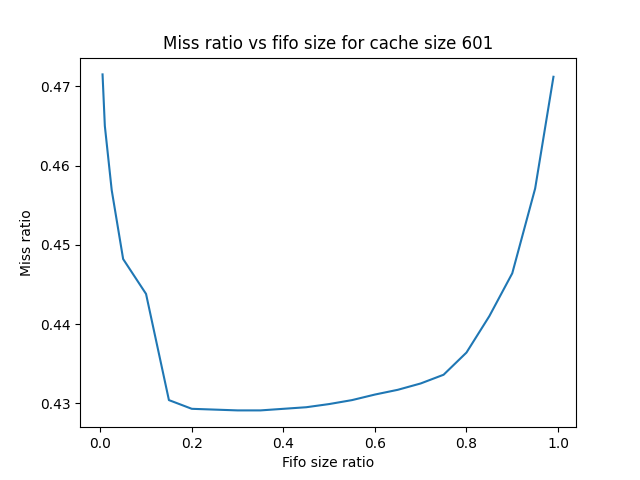 Miss ratio vs fifo size for cache size 601
0.47
0.46
0.45
0.44
0.43
Miss ratio
0.0 0.2 0.4 0.6 0.8 1.0
Fifo size ratio